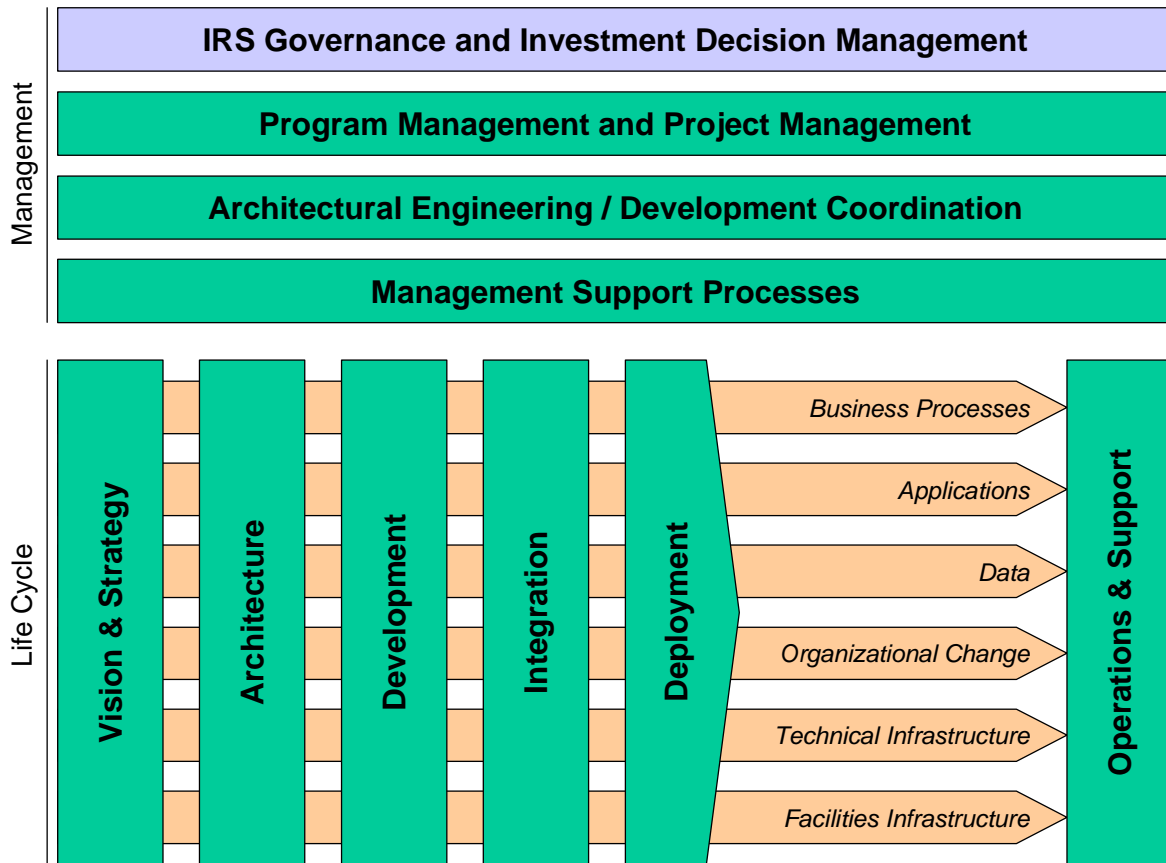 Management
IRS Governance and Investment Decision Management
Program Management and Project Management
Architectural Engineering / Development Coordination
Management Support Processes
Life Cycle
Vision & Strategy
Architecture
Development
Integration
Deployment
Business Processes
Applications
Data
Organizational Change
Technical Infrastructure
Facilities Infrastructure
Operations & Support